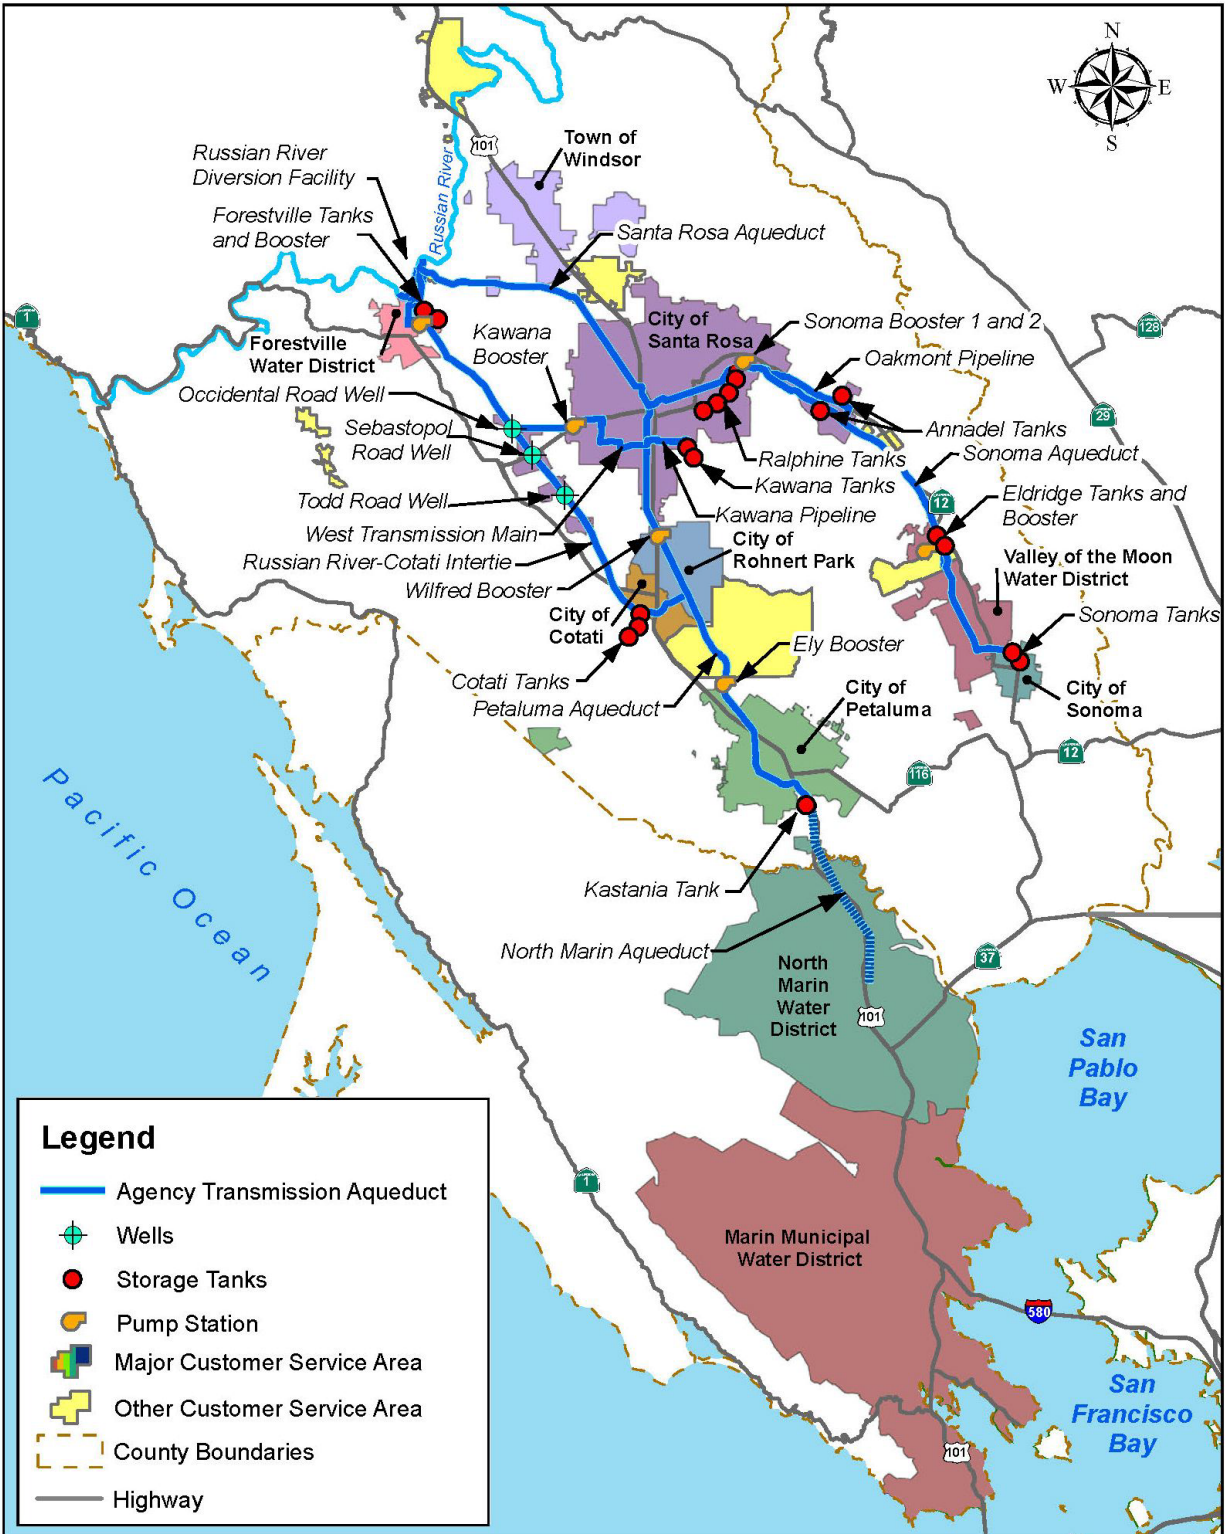 N
W
E
S
101
Town of
Windsor
Russian River
Diversion Facility
Russian River
Forestville Tanks
and Booster
Santa Rosa Aqueduct
1
128
City of
Santa Rosa
Sonoma Booster 1 and 2
Kawana
Booster
Oakmont Pipeline
Forestville
Water District
Occidental Road Well
29
Sebastopol
Road Well
Annadel Tanks
Ralphine Tanks
Sonoma Aqueduct
Kawana Tanks
Todd Road Well
12
Eldridge Tanks and
Booster
West Transmission Main
Kawana Pipeline
City of
Rohnert Park
Russian River-Cotati Intertie
Valley of the Moon
Water District
Wilfred Booster
City of
Cotati
Sonoma Tanks
Ely Booster
Cotati Tanks
City of
Petaluma
City of
Sonoma
Petaluma Aqueduct
12
116
Pacific Ocean
Kastania Tank
North Marin Aqueduct
37
North
Marin
Water
District
101
San
Pablo
Bay
Legend
Agency Transmission Aqueduct
Wells
Storage Tanks
Pump Station
Major Customer Service Area
Other Customer Service Area
County Boundaries
Highway
1
Marin Municipal
Water District
580
San
Francisco
Bay
101